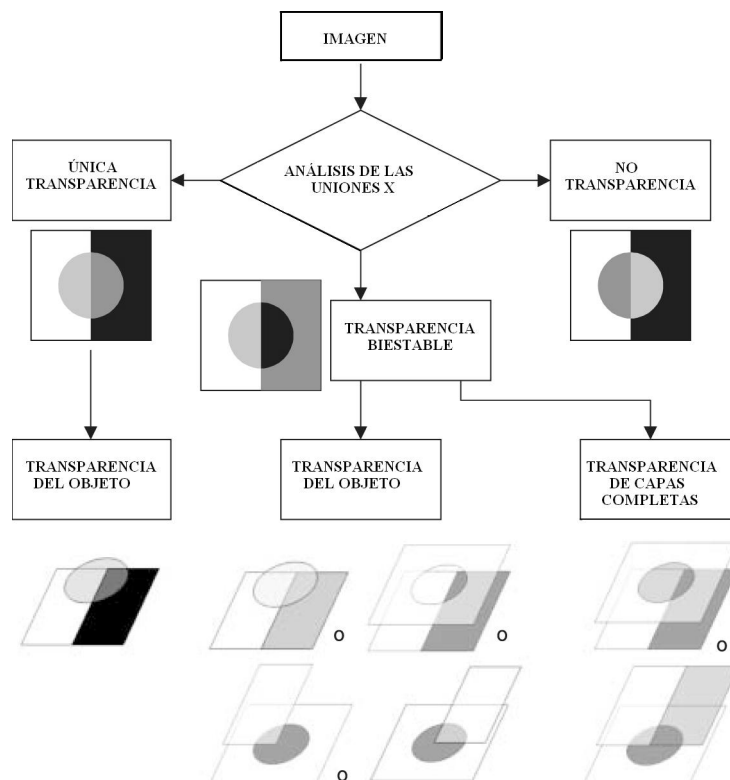 IMAGEN
ANÁLISIS DE LAS
UNIONES X
ÚNICA
TRANSPARENCIA
NO
TRANSPARENCIA
TRANSPARENCIA
BIESTABLE
TRANSPARENCIA
DEL OBJETO
TRANSPARENCIA
DEL OBJETO
TRANSPARENCIA
DE CAPAS
COMPLETAS
o
o
o
o